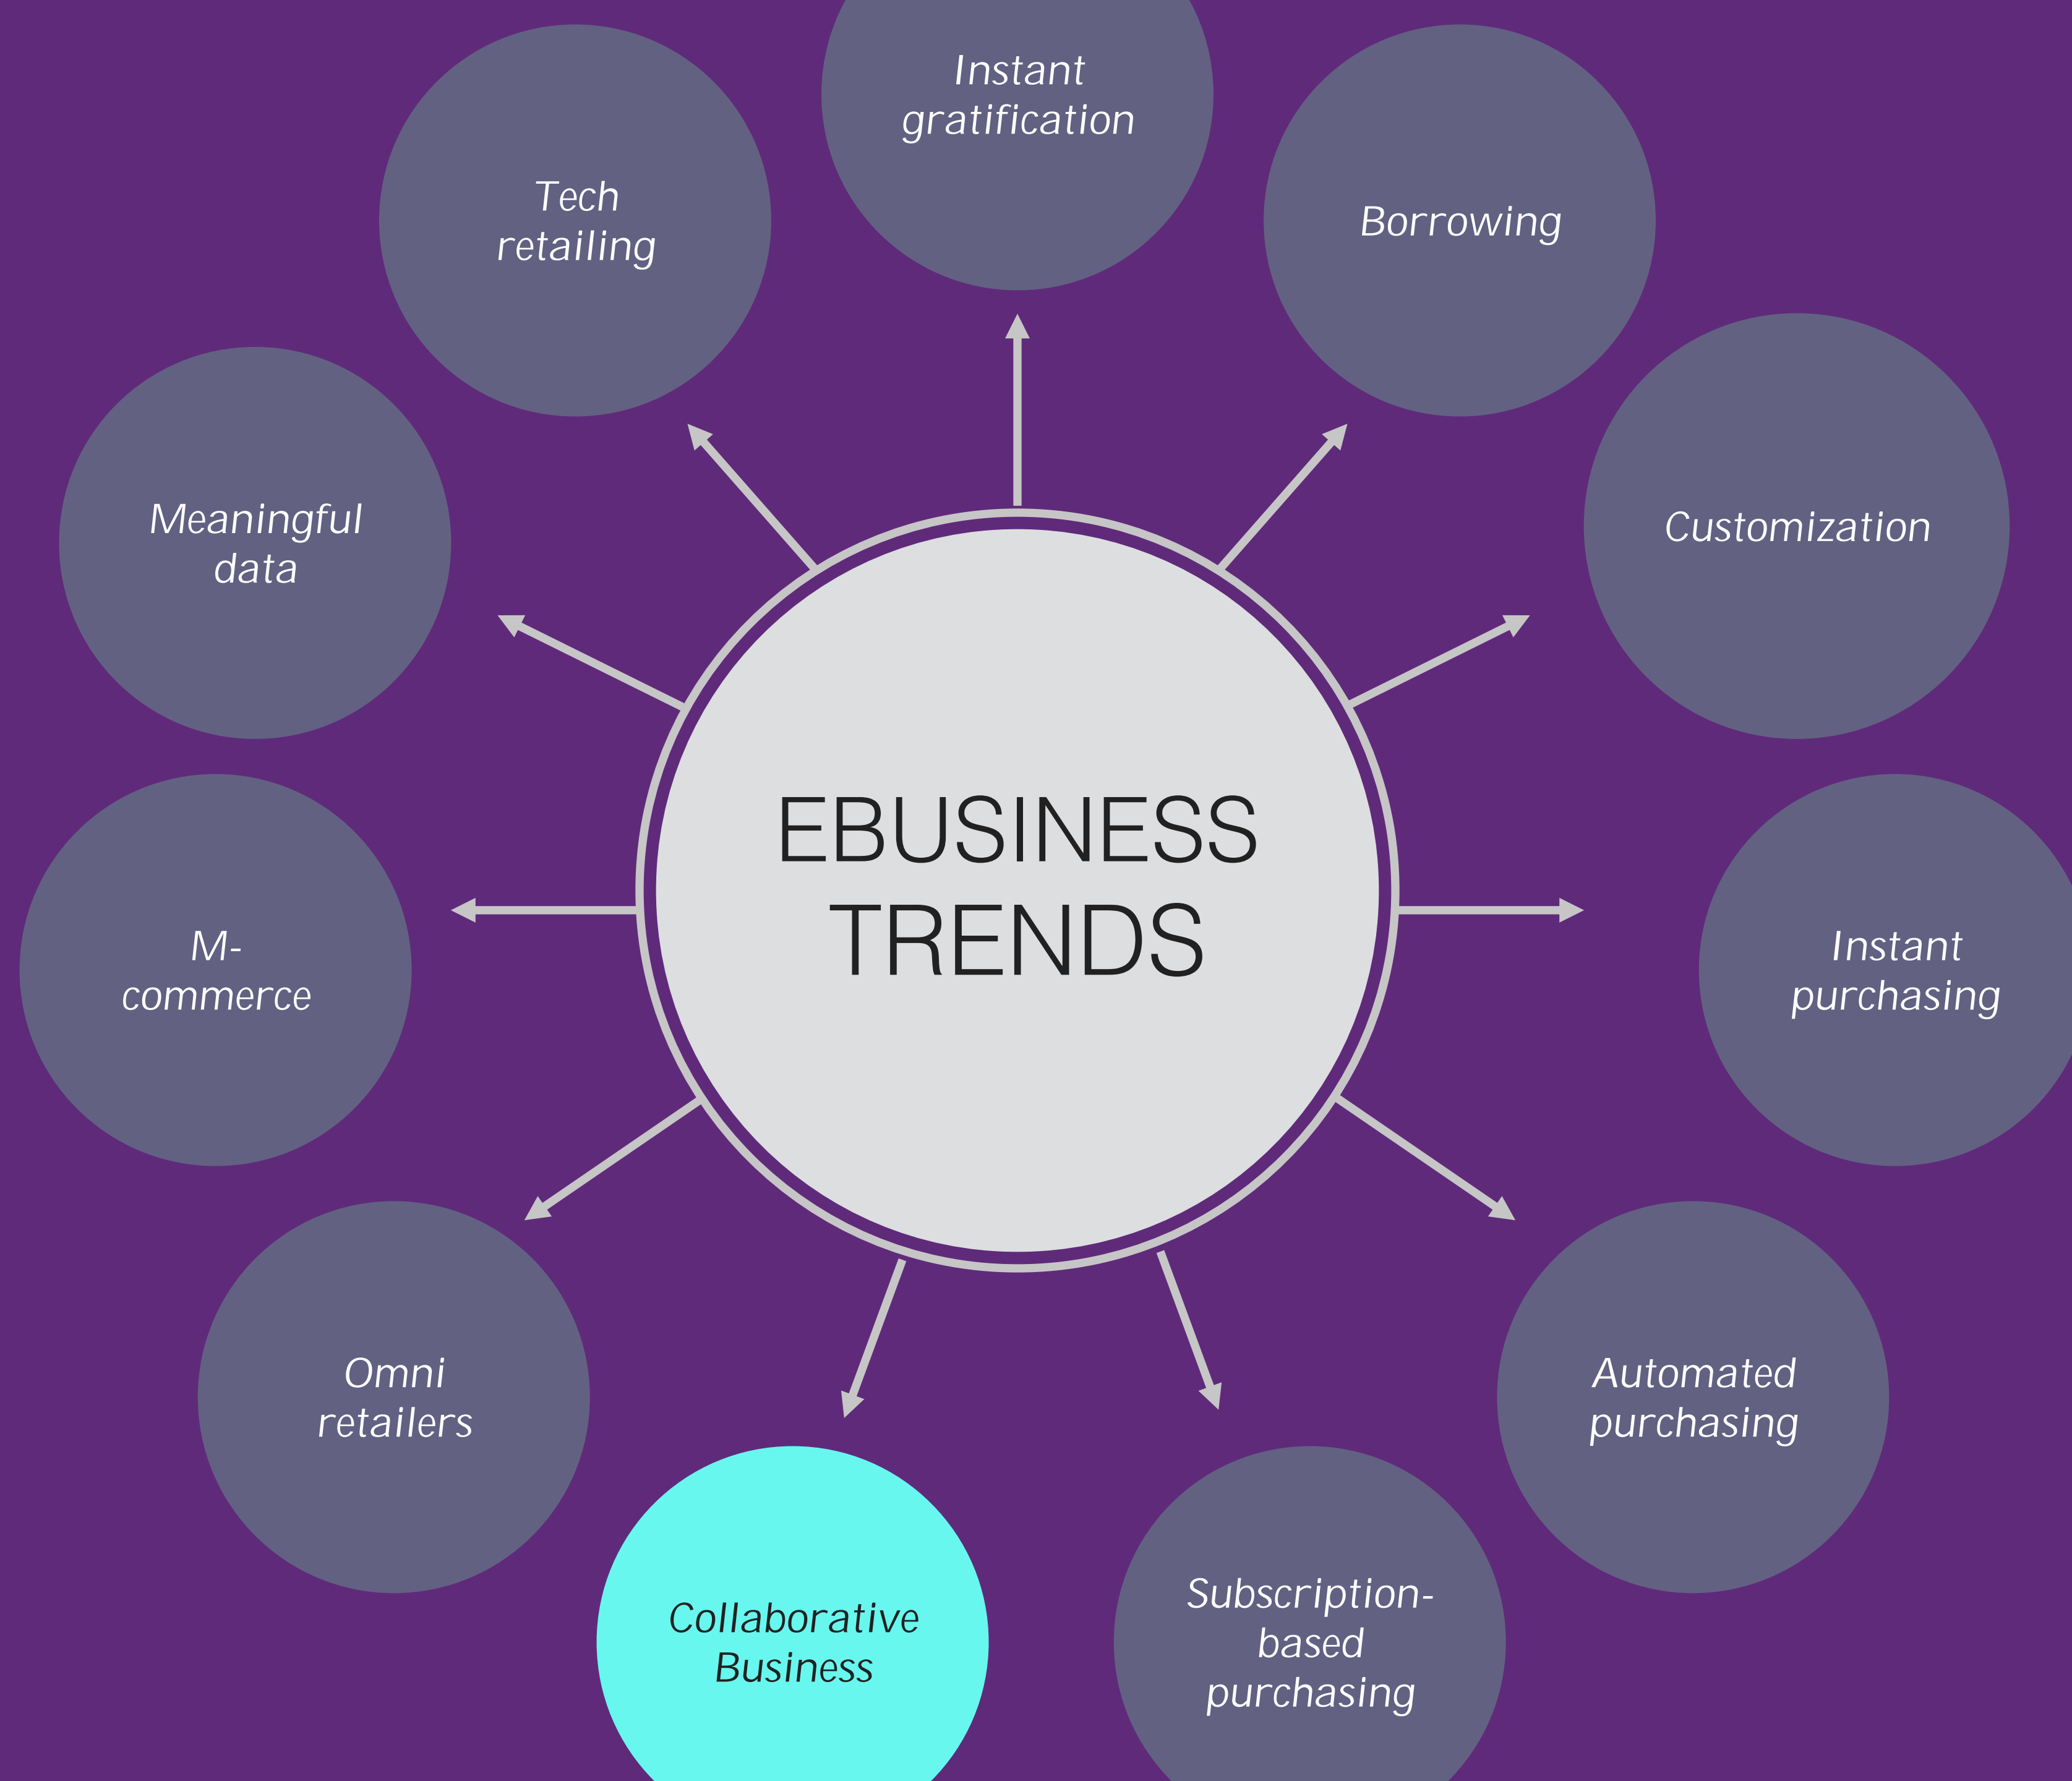 Instant
gratification
Tech
retailing
Borrowing
Meaningful
data
Customization
EBUSINESS
TRENDS
M-
commerce
Instant
purchasing
Omni
retailers
Automated
purchasing
Collaborative
Business
Subscription-
based
purchasing